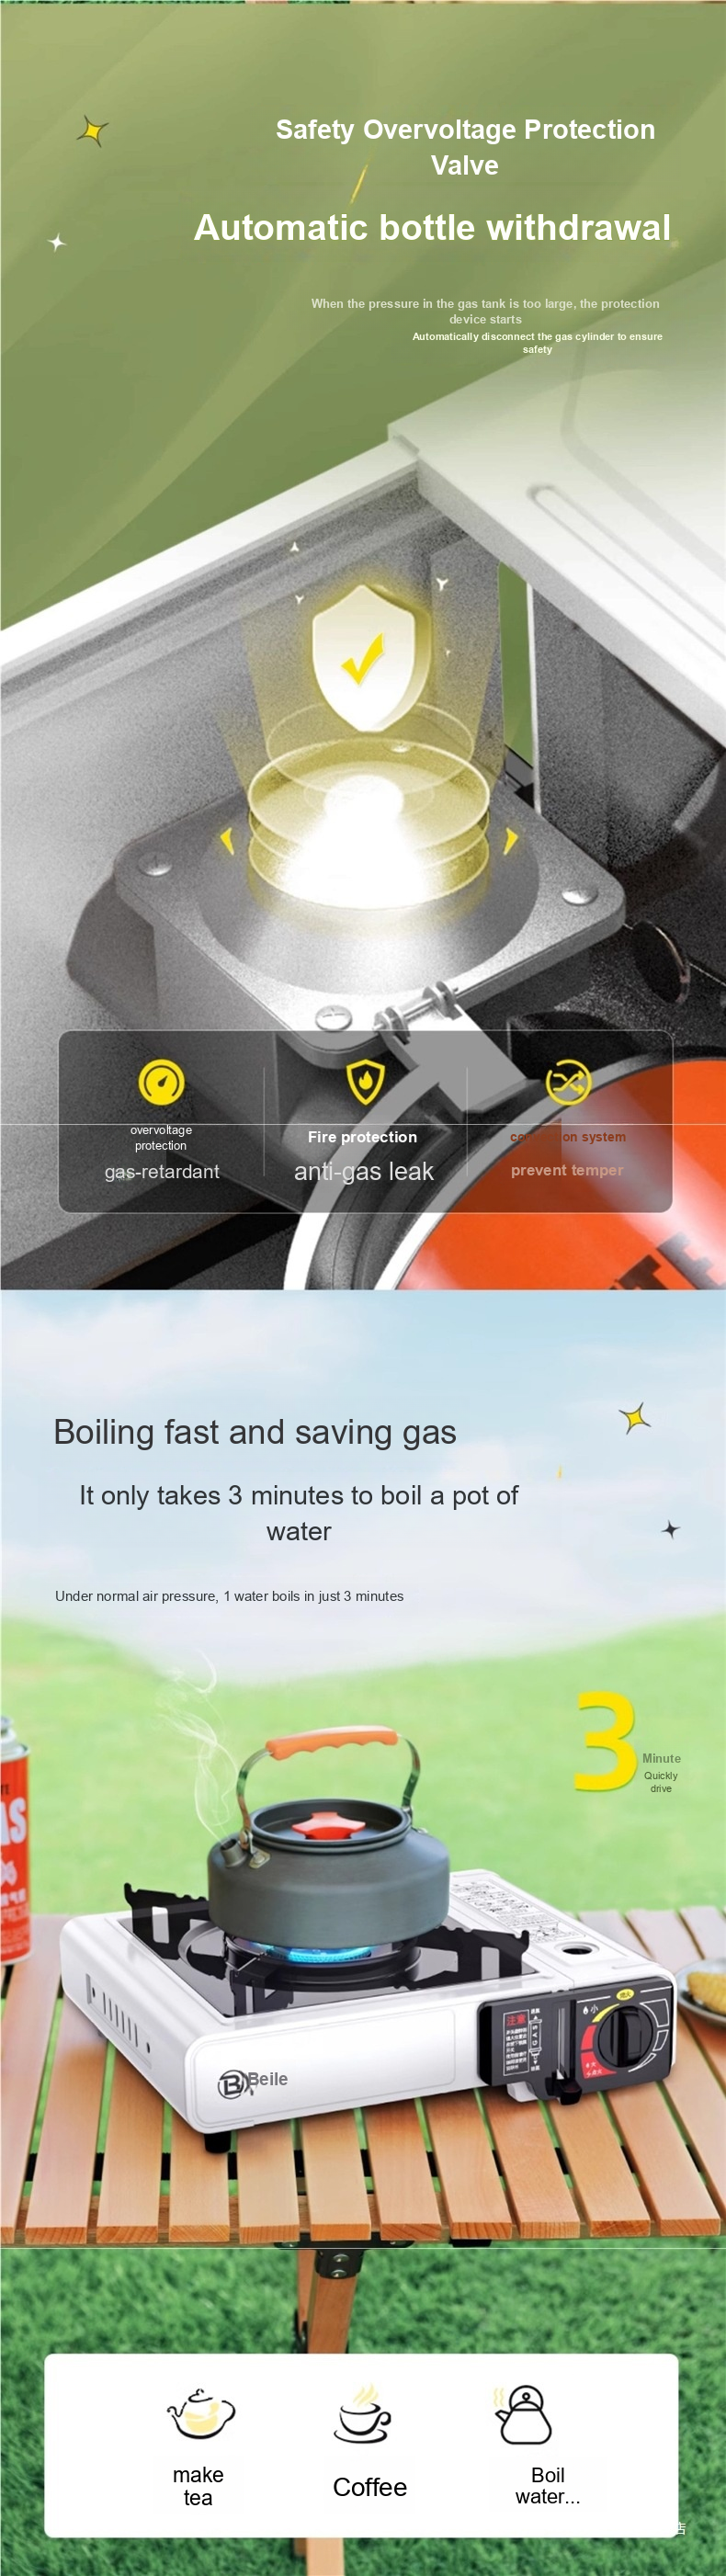 Safety Overvoltage Protection
Valve
Automatic bottle withdrawal
When the pressure in the gas tank is too large, the protection
device starts
Automatically disconnect the gas cylinder to ensure
safety
overvoltage
protection
gas-retardant
Fire protection
anti-gas leak
system
prevent temper
Boiling fast and saving gas
It only takes 3 minutes to boil a pot of
water
Under normal air pressure, 1 water boils in just 3 minutes
3
Minute
Quickly
drive
注意
小
Beile
make
tea
Coffee
Boil
water...
店